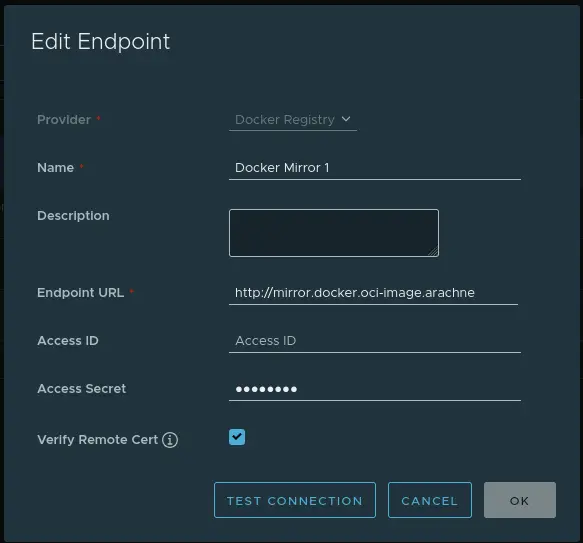 Edit Endpoint
Provider * Docker Registry
Name * Docker Mirror 1
Description
Endpoint URL * http://mirror.docker.oci-image.arachne
Access ID Access ID
Access Secret ●●●●●●●●
Verify Remote Cert
TEST CONNECTION CANCEL OK